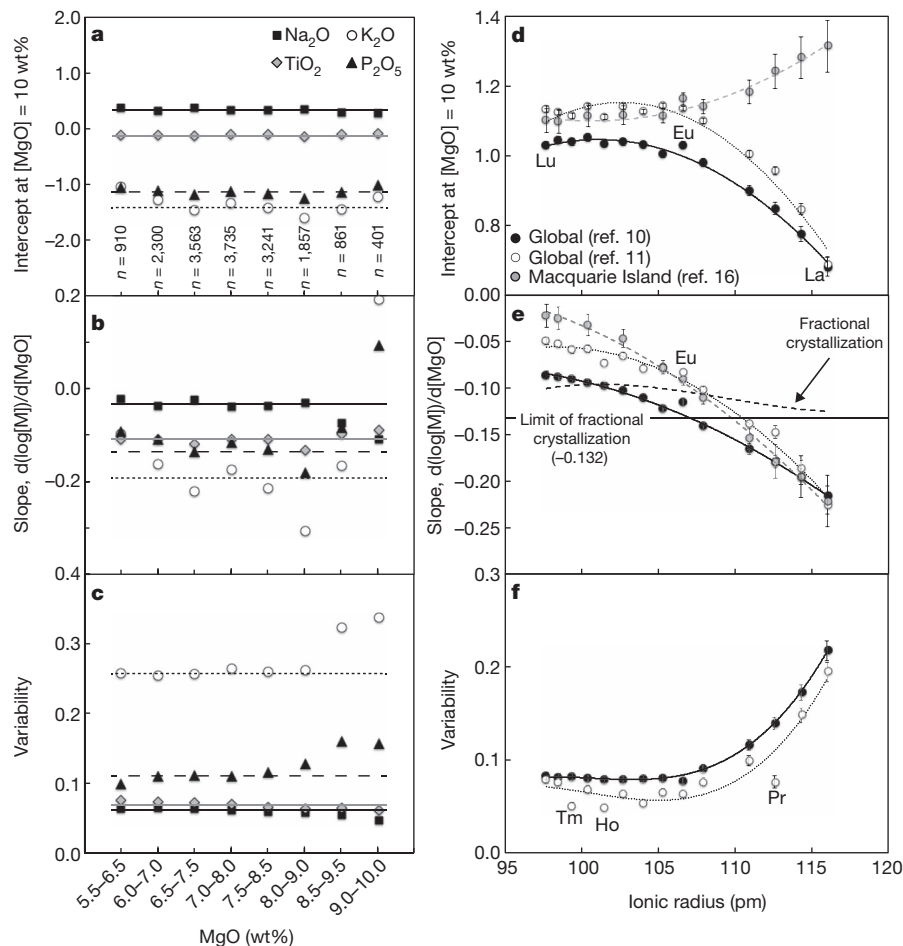 a
Na2O
K2O
TiO2
P2O5
Intercept at [MgO] = 10 wt%
2.0
1.0
0.0
−1.0
−2.0
0.2
n = 910
n = 2,300
n = 3,563
n = 3,735
n = 3,241
n = 1,857
n = 861
n = 401
b
Slope, d(log[M])/d[MgO]
0.0
−0.2
0.4
c
Variability
0.3
0.2
0.1
0.0
5.5–6.5
6.0–7.0
6.5–7.5
7.0–8.0
7.5–8.5
8.0–9.0
8.5–9.5
9.0–10.0
MgO (wt%)
d
Intercept at [MgO] = 10 wt%
1.4
1.2
1.0
0.8
0.00
Eu
Lu
La
Global (ref. 10)
Global (ref. 11)
Macquarie Island (ref. 16)
e
Slope, d(log[M])/d[MgO]
−0.05
−0.10
−0.15
−0.20
−0.25
0.3
Eu
Fractional
crystallization
Limit of fractional
crystallization
(−0.132)
f
Variability
0.2
0.1
0.0
Tm
Ho
Pr
95
100
105
110
115
120
Ionic radius (pm)